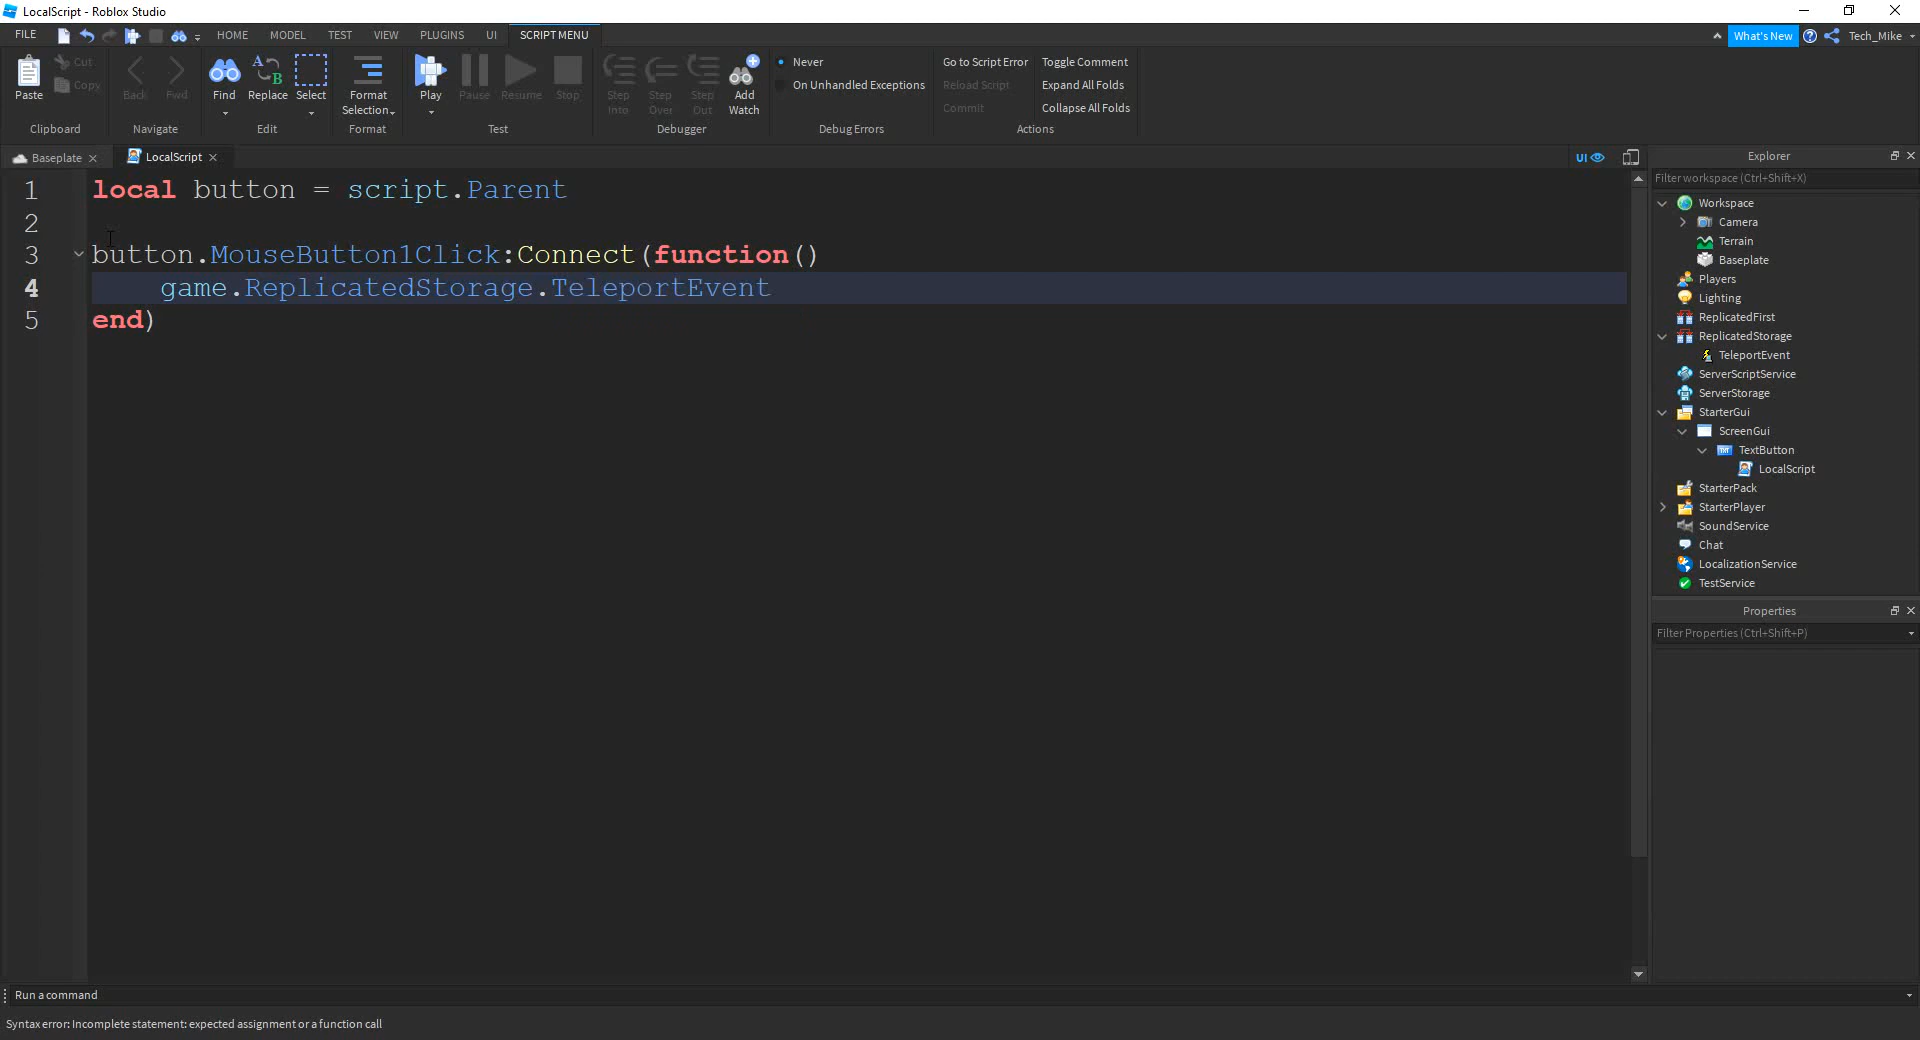 LocalScript - Roblox Studio
FILE HOME MODEL TEST VIEW PLUGINS UI SCRIPT MENU What's New Tech_Mike
Paste Cut Copy
Clipboard
Back Fwd
Navigate
Find Replace Select
Edit
Format Selection
Format
Play Pause Resume Stop
Test
Step Into Step Over Step Out Add Watch
Debugger
Never
On Unhandled Exceptions
Debug Errors
Go to Script Error Toggle Comment
Reload Script Expand All Folds
Commit Collapse All Folds
Actions
Baseplate LocalScript UI
1 local button = script.Parent
2
3 button.MouseButton1Click:Connect(function()
4 game.ReplicatedStorage.TeleportEvent
5 end)
Explorer
Filter workspace (Ctrl+Shift+X)
Workspace
Camera
Terrain
Baseplate
Players
Lighting
ReplicatedFirst
ReplicatedStorage
TeleportEvent
ServerScriptService
ServerStorage
StarterGui
ScreenGui
TextButton
LocalScript
StarterPack
StarterPlayer
SoundService
Chat
LocalizationService
TestService
Properties
Filter Properties (Ctrl+Shift+P)
Run a command
Syntax error: Incomplete statement: expected assignment or a function call